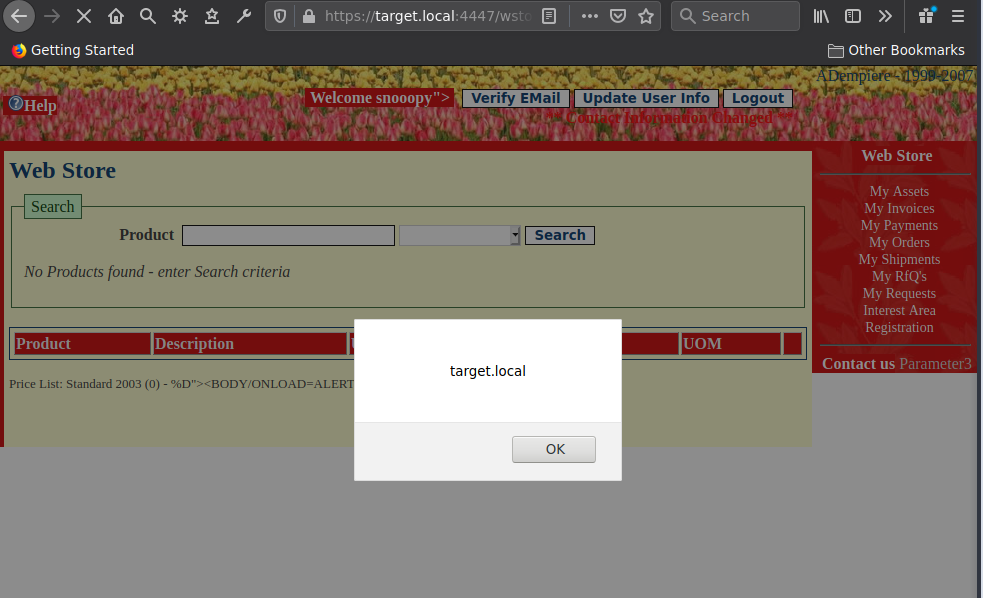 https://target.local:4447/wsto
Search
Getting Started
Other Bookmarks
ADempiere - 1999-2007
?Help
Welcome snooopy">
Verify EMail
Update User Info
Logout
** Contact Information Changed **
Web Store
Search
Product
Search
No Products found - enter Search criteria
Product
Description
UOM
Price List: Standard 2003 (0) - %D"><BODY/ONLOAD=ALERT
target.local
OK
Web Store
My Assets
My Invoices
My Payments
My Orders
My Shipments
My RfQ's
My Requests
Interest Area
Registration
Contact us Parameter3